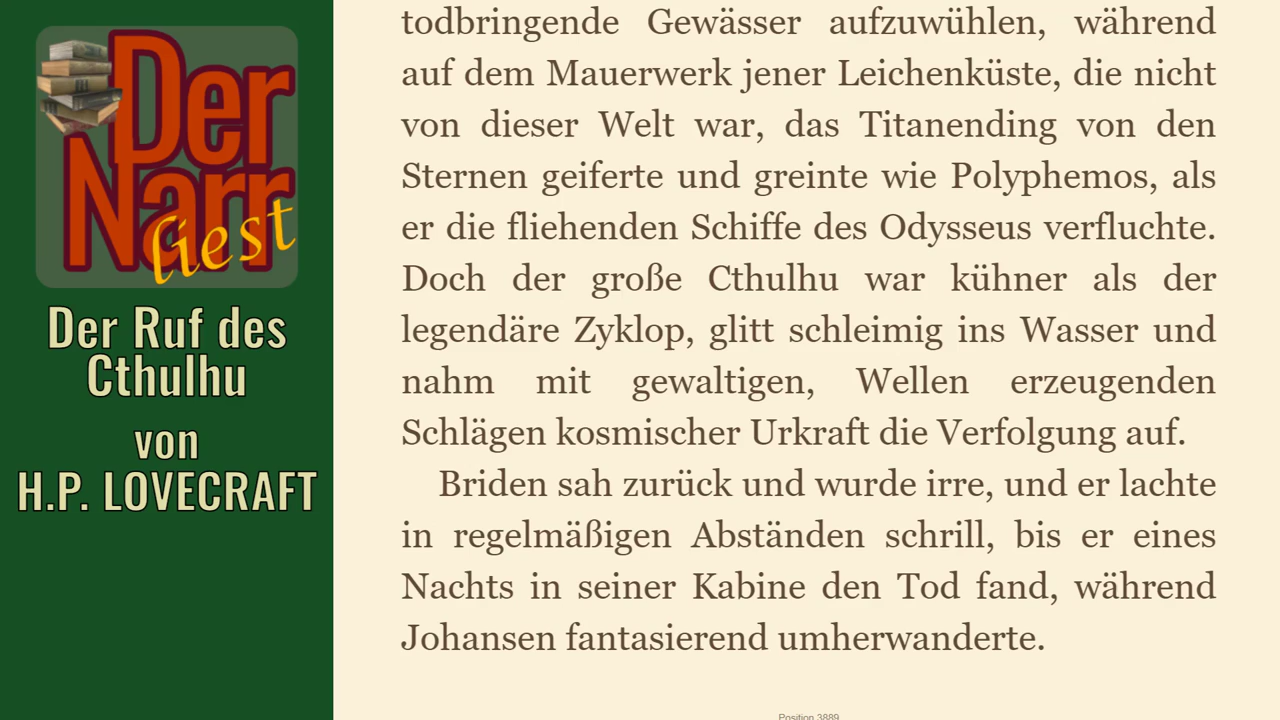 Der
Narr
liest
Der Ruf des
Cthulhu
von
H.P. LOVECRAFT
todbringende Gewässer aufzuwühlen, während
auf dem Mauerwerk jener Leichenküste, die nicht
von dieser Welt war, das Titanending von den
Sternen geiferte und greinte wie Polyphemos, als
er die fliehenden Schiffe des Odysseus verfluchte.
Doch der große Cthulhu war kühner als der
legendäre Zyklop, glitt schleimig ins Wasser und
nahm mit gewaltigen, Wellen erzeugenden
Schlägen kosmischer Urkraft die Verfolgung auf.
Briden sah zurück und wurde irre, und er lachte
in regelmäßigen Abständen schrill, bis er eines
Nachts in seiner Kabine den Tod fand, während
Johansen fantasierend umherwanderte.
Position 3889